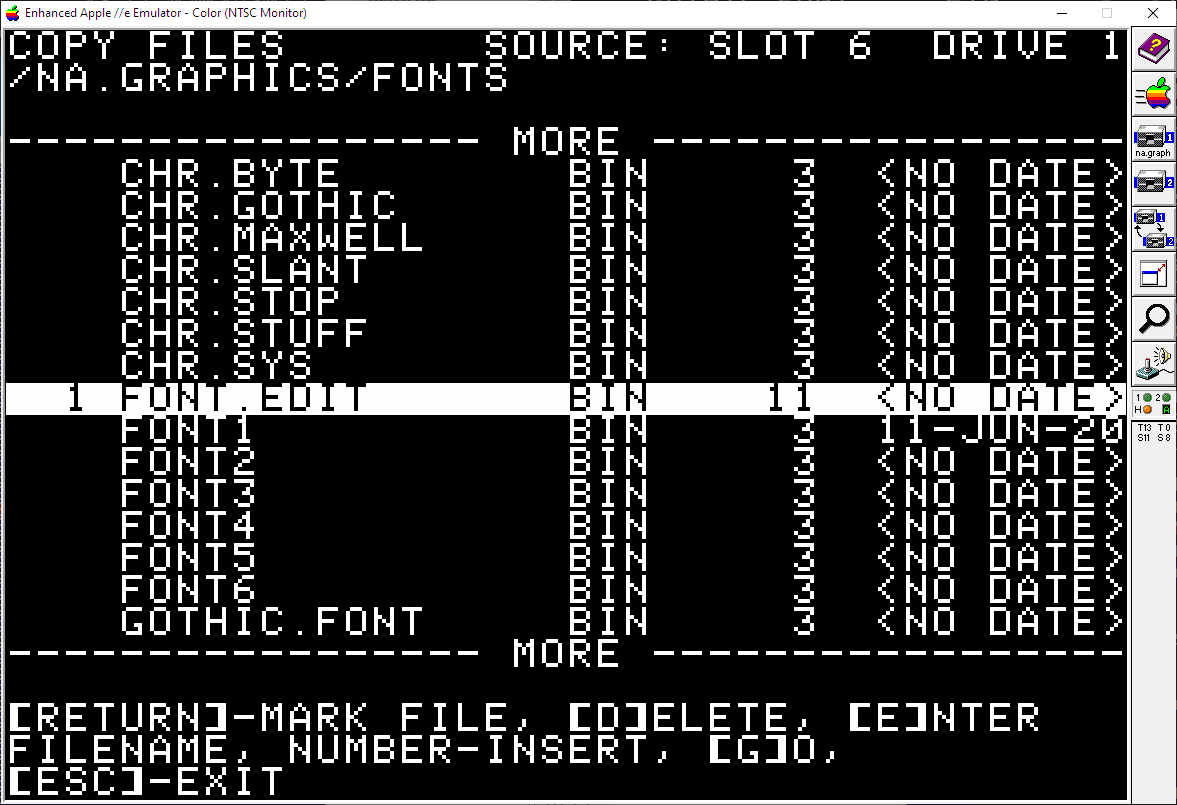 Enhanced Apple //e Emulator - Color (NTSC Monitor)
COPY FILES SOURCE: SLOT 6 DRIVE 1
/NA.GRAPHICS/FONTS
----------------- MORE -----------------
CHR.BYTE BIN 3 <NO DATE>
CHR.GOTHIC BIN 3 <NO DATE>
CHR.MAXWELL BIN 3 <NO DATE>
CHR.SLANT BIN 3 <NO DATE>
CHR.STOP BIN 3 <NO DATE>
CHR.STUFF BIN 3 <NO DATE>
CHR.SYS BIN 3 <NO DATE>
1 FONT.EDIT BIN 11 <NO DATE>
FONT1 BIN 3 11-JUN-20
FONT2 BIN 3 <NO DATE>
FONT3 BIN 3 <NO DATE>
FONT4 BIN 3 <NO DATE>
FONT5 BIN 3 <NO DATE>
FONT6 BIN 3 <NO DATE>
GOTHIC.FONT BIN 3 <NO DATE>
----------------- MORE -----------------
[RETURN]-MARK FILE, [D]ELETE, [E]NTER
FILENAME, NUMBER-INSERT, [G]O,
[ESC]-EXIT
1
na.graph
2
1
2
1 2
H A
T13 T 0
S11 S 8